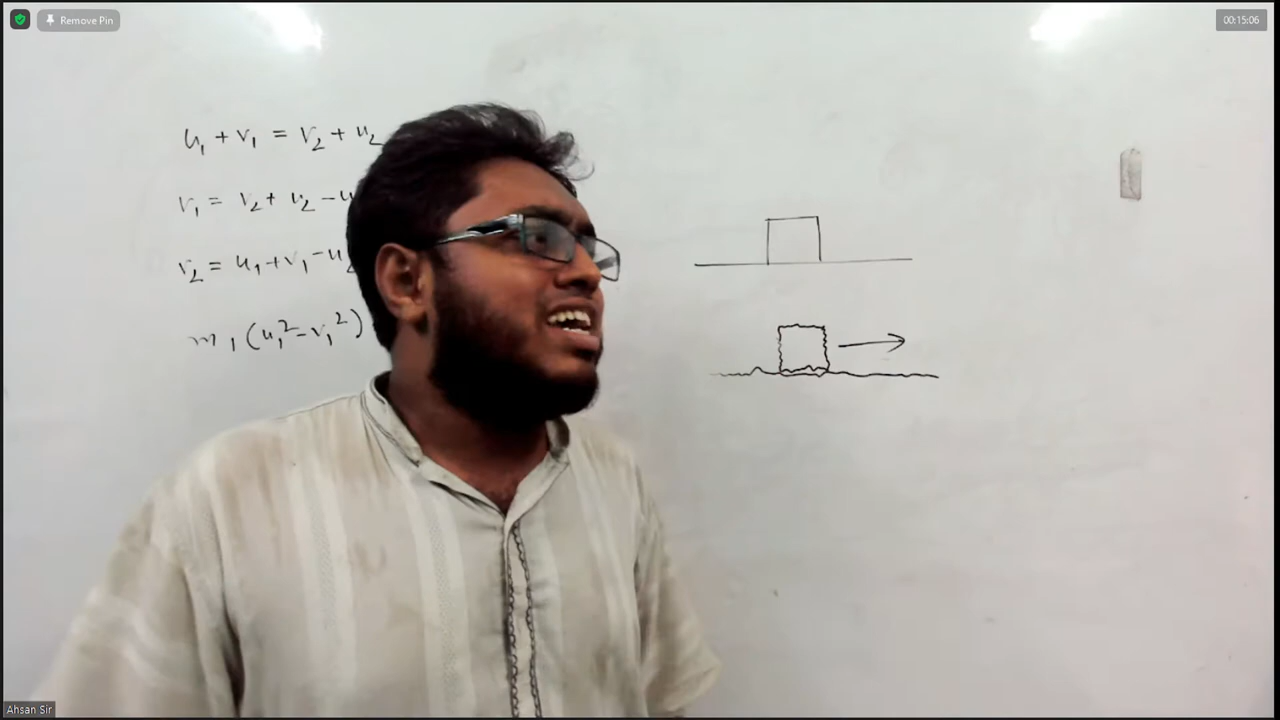 Remove Pin
00:15:06
u₁ + v₁ = v₂ + u₂
v₁ = v₂ + v₂ - u
v₂ = u₁ + v₁ - u₂
m₁(u₁² - v₁²)
Ahsan Sir